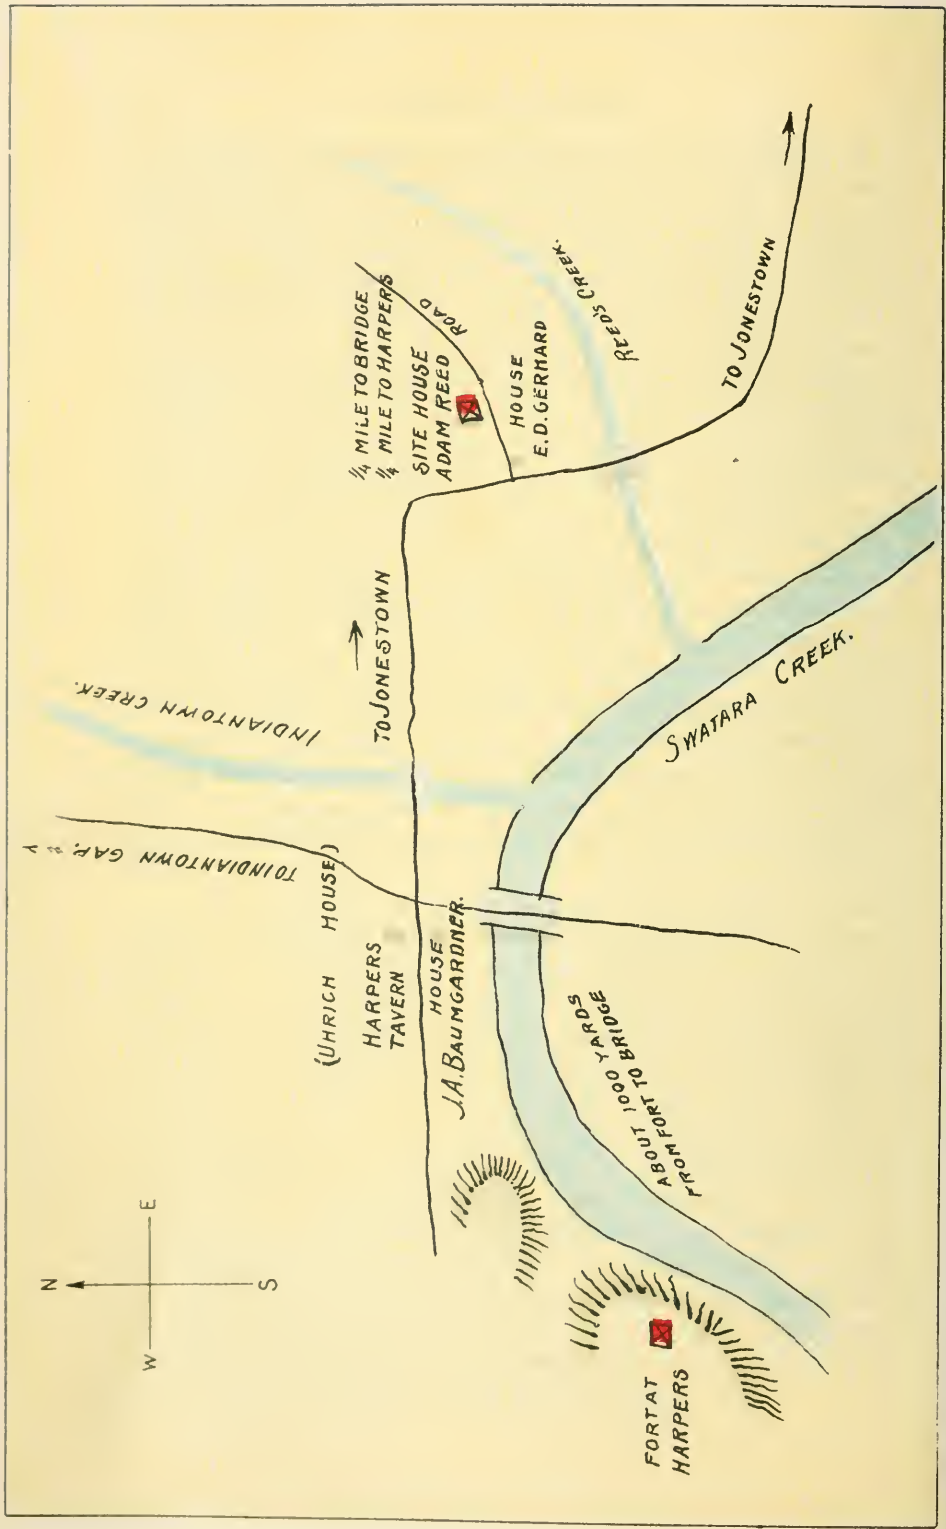 N
W E
S
INDIANTOWN CREEK.
TO INDIANTOWN GAP.
(UHRICH HOUSE)
HARPERS
TAVERN
HOUSE
J.A. BAUMGARDNER.
TO JONESTOWN
¼ MILE TO BRIDGE
¼ MILE TO HARPERS
SITE HOUSE
ADAM REED
ROAD
HOUSE
E.D. GERMARD
REED'S CREEK.
TO JONESTOWN
SWATARA CREEK.
ABOUT 1000 YARDS
FROM FORT TO BRIDGE
FORT AT
HARPERS